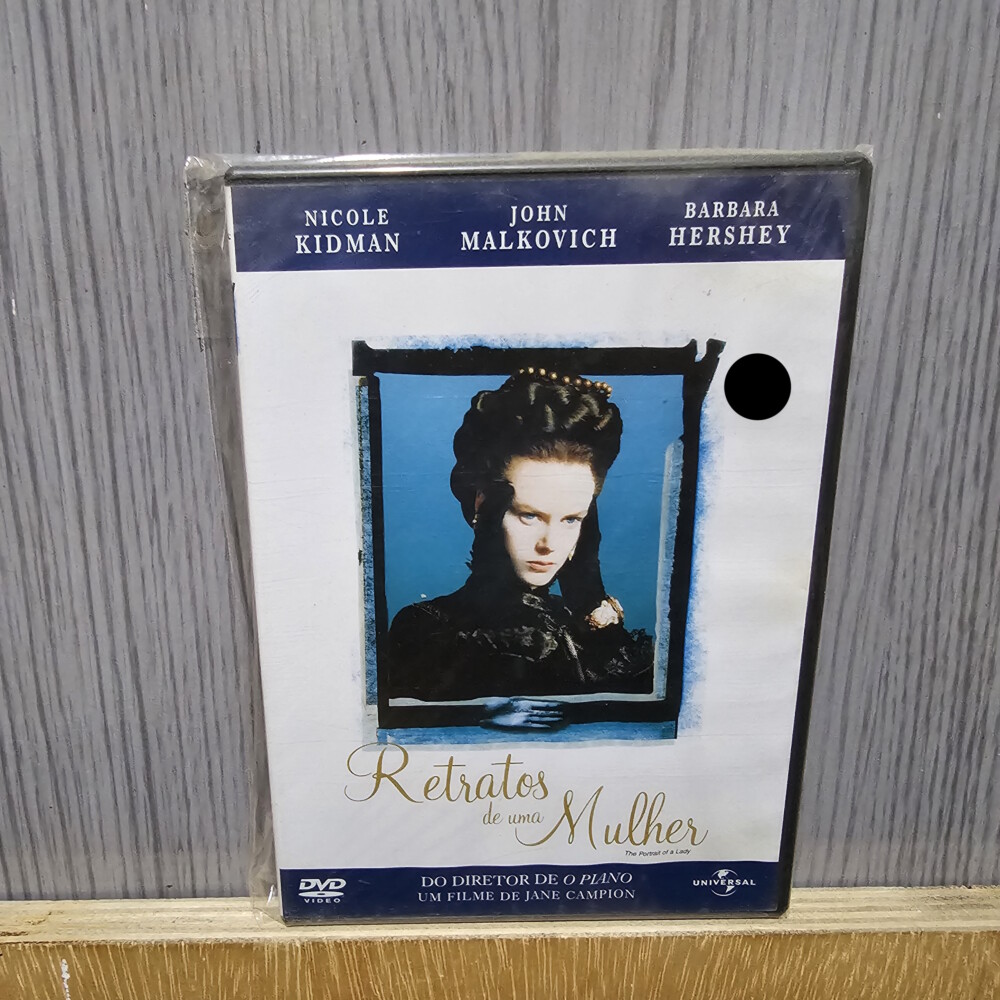 NICOLE
KIDMAN
JOHN
MALKOVICH
BARBARA
HERSHEY
Retratos
de uma
Mulher
The Portrait of a Lady
DVD
VIDEO
DO DIRETOR DE O PIANO
UM FILME DE JANE CAMPION
UNIVERSAL